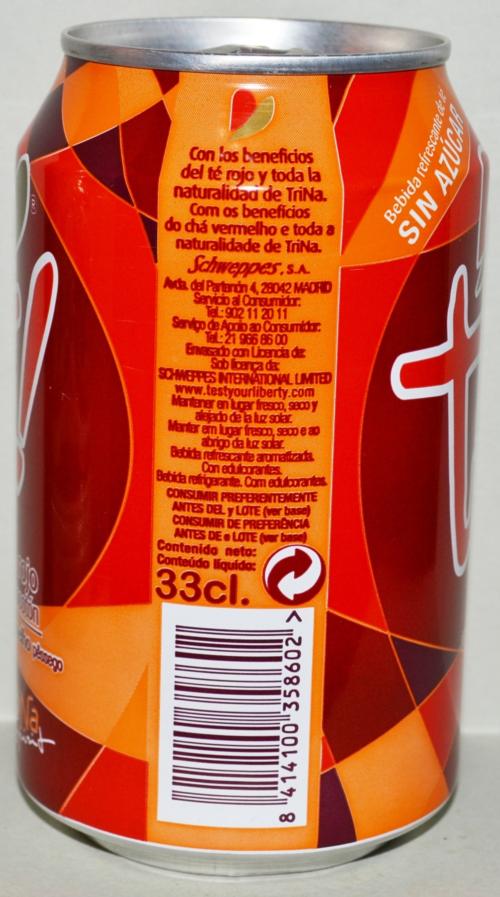 Con los beneficios
del té rojo y toda la
naturalidad de TriNa.
Com os benefícios
do chá vermelho e toda a
naturalidade de TriNa.
Schweppes, S.A.
Avda. del Partenón 4, 28042 MADRID
Servicio al Consumidor:
Tel.: 902 11 20 11
Serviço de Apoio ao Consumidor:
Tel.: 21 966 86 00
Envasado con Licencia de:
Sob licença da:
SCHWEPPES INTERNATIONAL LIMITED
www.testyourliberty.com
Mantener en lugar fresco, seco y
alejado de la luz solar.
Manter em lugar fresco, seco e ao
abrigo da luz solar.
Bebida refrescante aromatizada.
Con edulcorantes.
Bebida refrigerante. Com edulcorantes.
CONSUMIR PREFERENTEMENTE
ANTES DEL y LOTE (ver base)
CONSUMIR DE PREFERÊNCIA
ANTES DE e LOTE (ver base)
Contenido neto:
Conteúdo líquido:
33cl.
8 414100 358602 >
Bebida refrescante de té
SIN AZÚCAR
pêssego